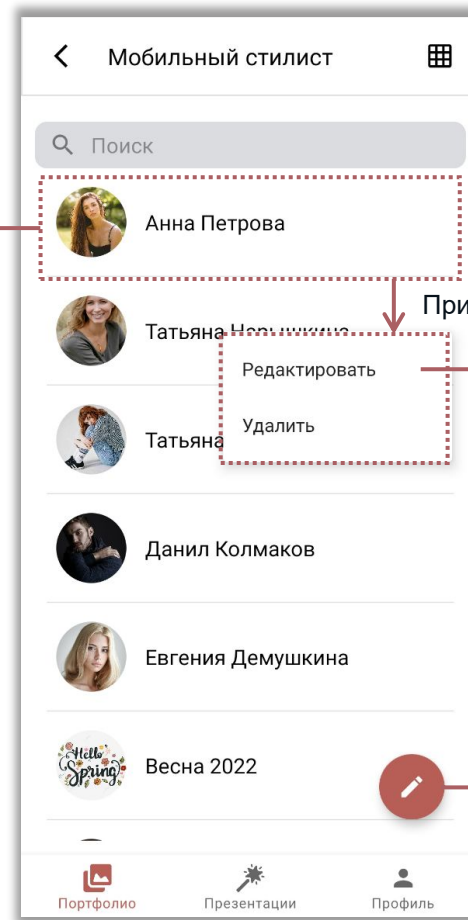 Мобильный стилист
Поиск
Анна Петрова
При
Татьяна Нарышкина
Редактировать
Татьяна
Удалить
Данил Колмаков
Евгения Демушкина
Hello
Spring
Весна 2022
Портфолио
Презентации
Профиль